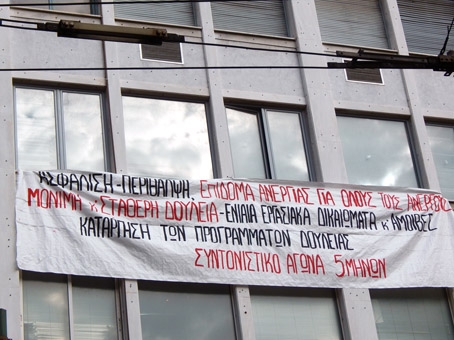 ΑΣΦΑΛΙΣΗ - ΠΕΡΙΘΑΛΨΗ ΕΠΙΔΟΜΑ ΑΝΕΡΓΙΑΣ ΓΙΑ ΟΛΟΥΣ ΤΟΥΣ ΑΝΕΡΓΟΥΣ
ΜΟΝΙΜΗ κ' ΣΤΑΘΕΡΗ ΔΟΥΛΕΙΑ - ΕΝΙΑΙΑ ΕΡΓΑΣΙΑΚΑ ΔΙΚΑΙΩΜΑΤΑ κ' ΑΜΟΙΒΕΣ
ΚΑΤΑΡΓΗΣΗ ΤΩΝ ΠΡΟΓΡΑΜΜΑΤΩΝ ΔΟΥΛΕΙΑΣ
ΣΥΝΤΟΝΙΣΤΙΚΟ ΑΓΩΝΑ 5ΜΗΝΩΝ